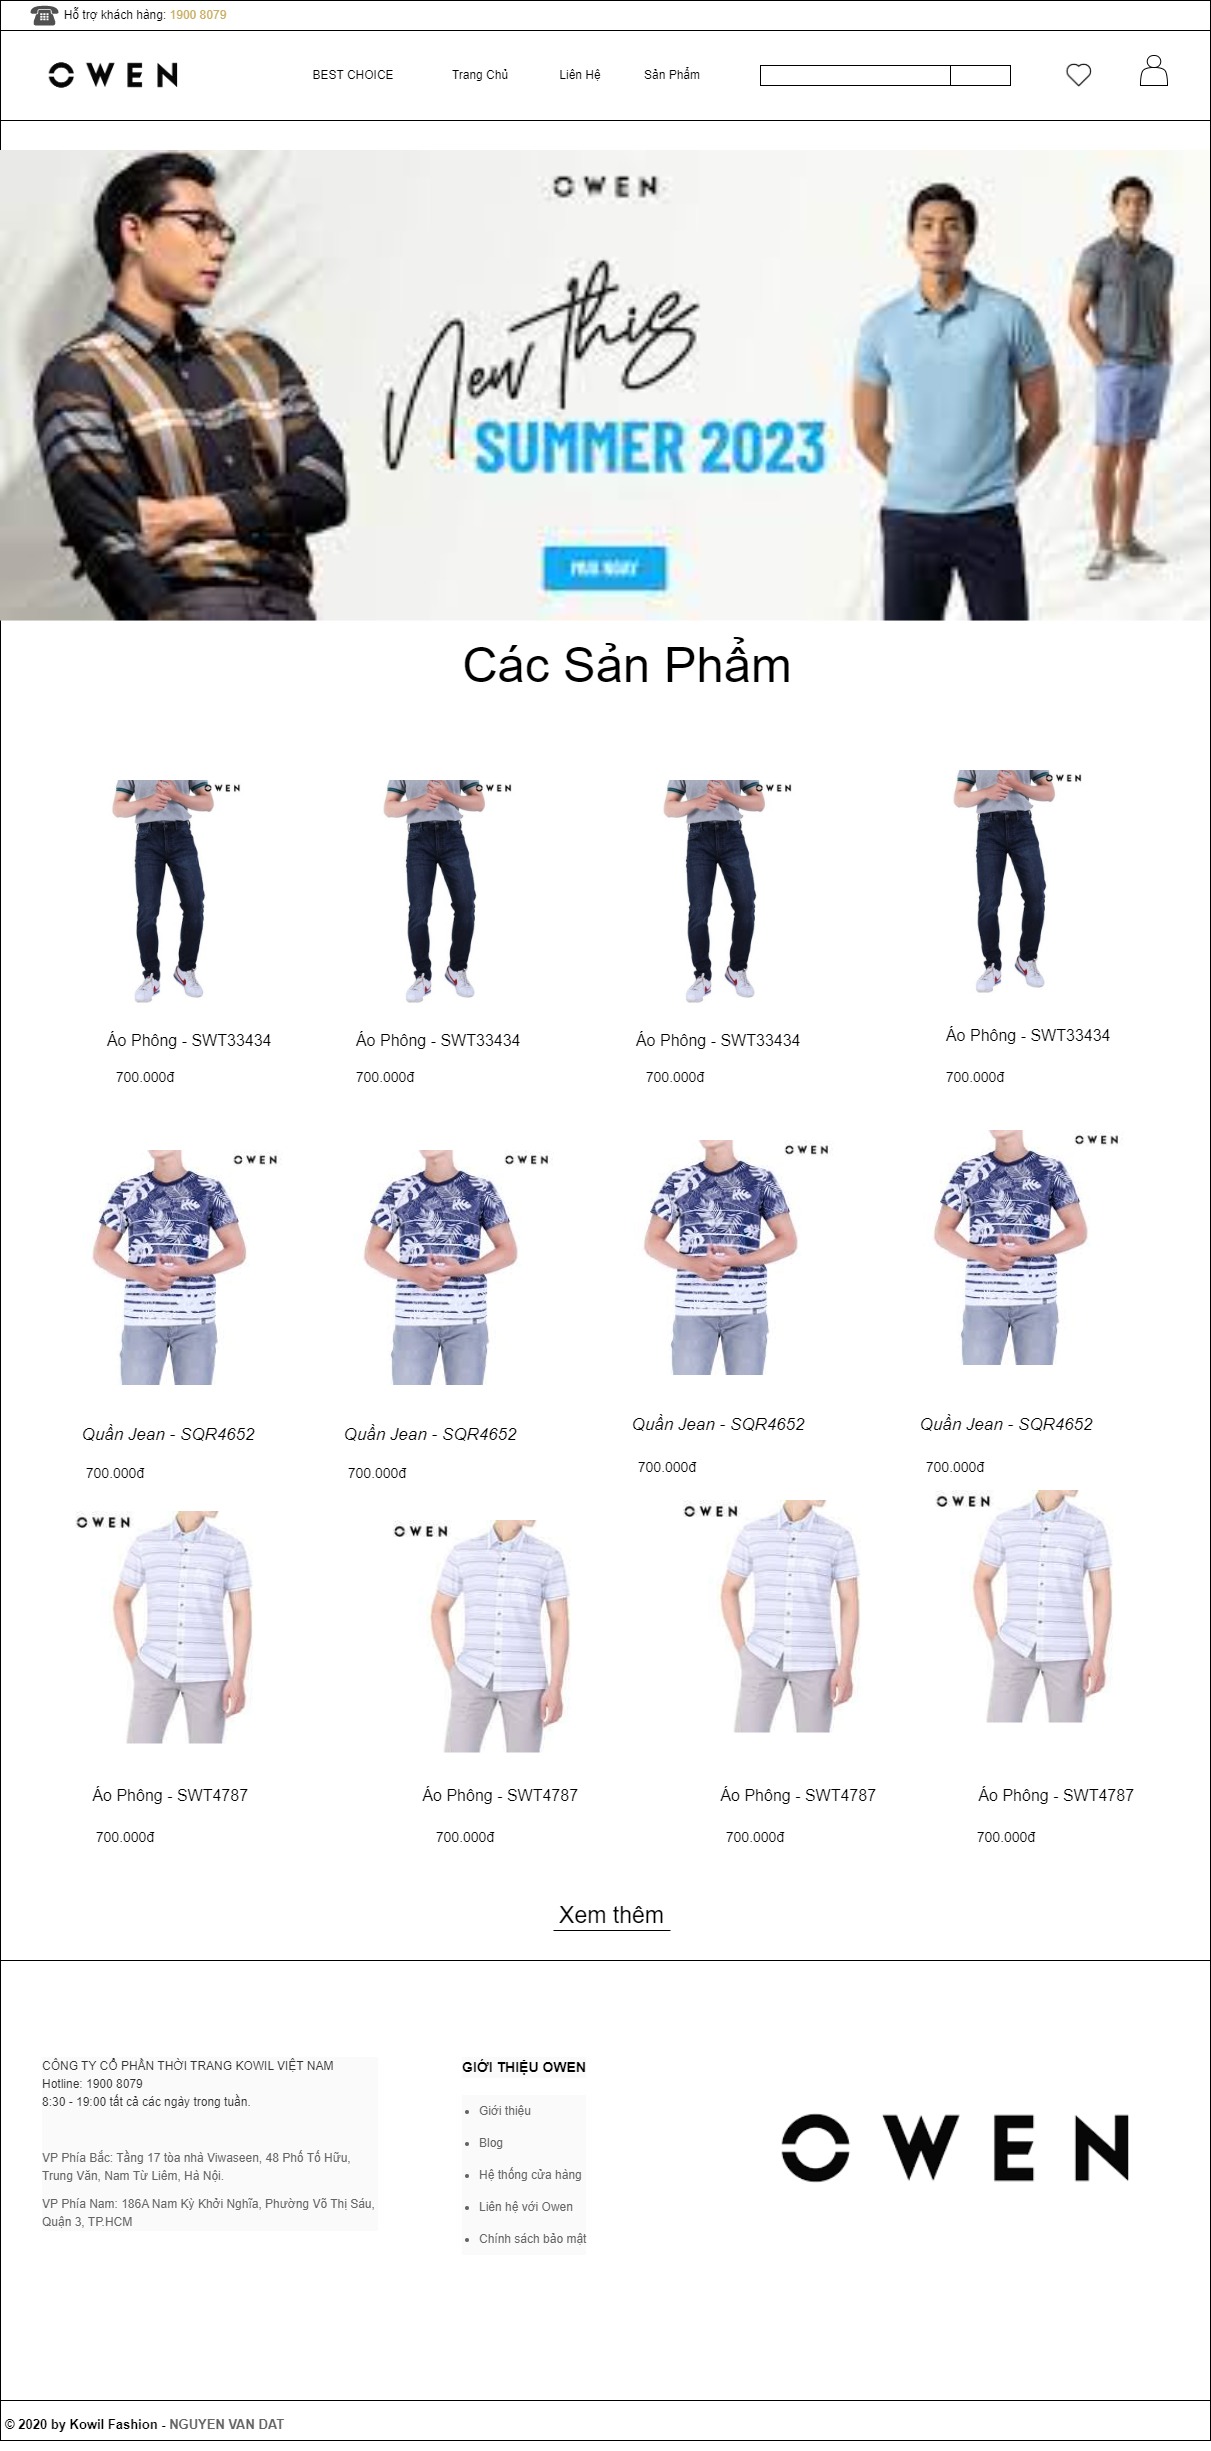 Hỗ trợ khách hàng: 1900 8079
OWEN
BEST CHOICE
Trang Chủ
Liên Hệ
Sản Phẩm
OWEN
New this
SUMMER 2023
MUA NGAY
Các Sản Phẩm
OWEN
OWEN
OWEN
OWEN
Áo Phông - SWT33434
Áo Phông - SWT33434
Áo Phông - SWT33434
Áo Phông - SWT33434
700.000đ
700.000đ
700.000đ
700.000đ
OWEN
OWEN
OWEN
OWEN
Quần Jean - SQR4652
Quần Jean - SQR4652
Quần Jean - SQR4652
Quần Jean - SQR4652
700.000đ
700.000đ
700.000đ
700.000đ
OWEN
OWEN
OWEN
OWEN
Áo Phông - SWT4787
Áo Phông - SWT4787
Áo Phông - SWT4787
Áo Phông - SWT4787
700.000đ
700.000đ
700.000đ
700.000đ
Xem thêm
CÔNG TY CỔ PHẦN THỜI TRANG KOWIL VIỆT NAM
Hotline: 1900 8079
8:30 - 19:00 tất cả các ngày trong tuần.
VP Phía Bắc: Tầng 17 tòa nhà Viwaseen, 48 Phố Tố Hữu,
Trung Văn, Nam Từ Liêm, Hà Nội.
VP Phía Nam: 186A Nam Kỳ Khởi Nghĩa, Phường Võ Thị Sáu,
Quận 3, TP.HCM
GIỚI THIỆU OWEN
Giới thiệu
Blog
Hệ thống cửa hàng
Liên hệ với Owen
Chính sách bảo mật
OWEN
© 2020 by Kowil Fashion - NGUYEN VAN DAT